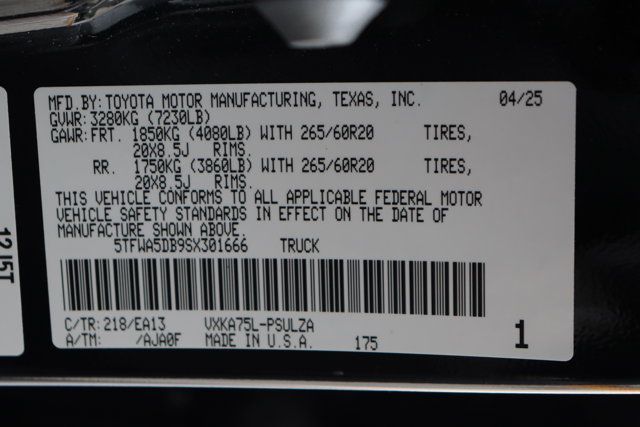 MFD.BY:TOYOTA MOTOR MANUFACTURING, TEXAS, INC. 04/25
GVWR:3280KG (7230LB)
GAWR:FRT. 1850KG (4080LB) WITH 265/60R20 TIRES,
20X8.5J RIMS.
RR. 1750KG (3860LB) WITH 265/60R20 TIRES,
20X8.5J RIMS.
THIS VEHICLE CONFORMS TO ALL APPLICABLE FEDERAL MOTOR
VEHICLE SAFETY STANDARDS IN EFFECT ON THE DATE OF
MANUFACTURE SHOWN ABOVE.
5TFWA5DB9SX301666 TRUCK
C/TR:218/EA13 VXKA75L-PSULZA
A/TM: /AJA0F MADE IN U.S.A. 175 1